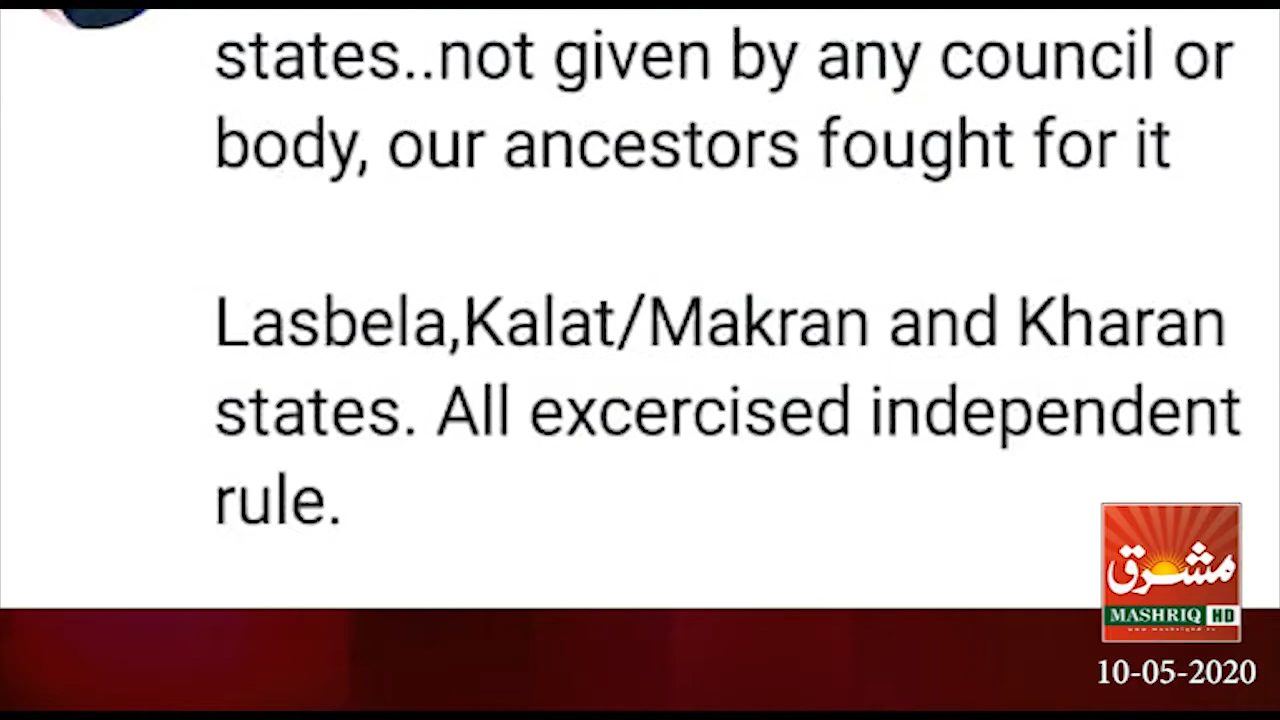 states..not given by any council or
body, our ancestors fought for it
Lasbela,Kalat/Makran and Kharan
states. All excercised independent
rule.
مشرق
MASHRIQ HD
10-05-2020